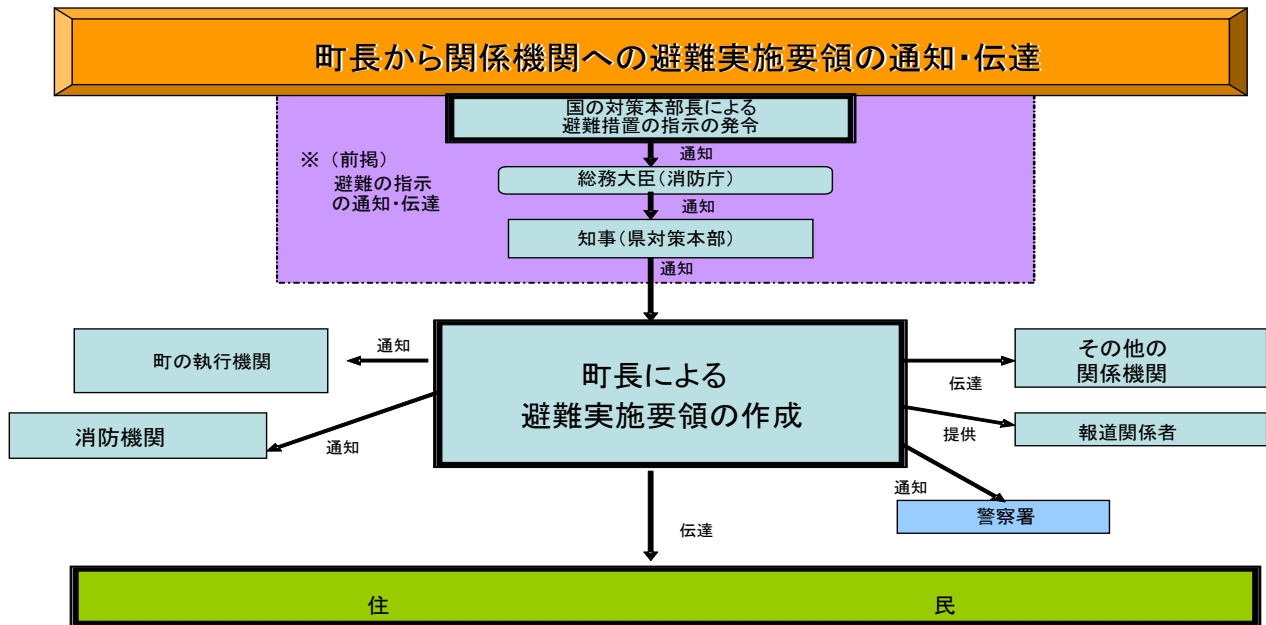 町長から関係機関への避難実施要領の通知・伝達
国の対策本部長による
避難措置の指示の発令
通知
※（前掲）
避難の指示
の通知・伝達
総務大臣（消防庁）
通知
知事（県対策本部）
通知
町の執行機関
通知
消防機関
通知
町長による
避難実施要領の作成
その他の
関係機関
伝達
報道関係者
提供
通知
警察署
伝達
住　民